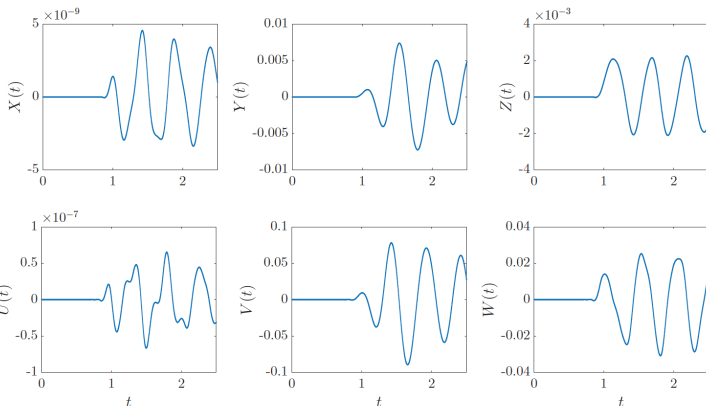 ×10⁻⁹
×10⁻³
5
0
-5
X(t)
0 1 2
0.01
0.005
0
-0.005
-0.01
Y(t)
0 1 2
4
2
0
-2
-4
Z(t)
0 1 2
×10⁻⁷
1
0.5
0
-0.5
-1
U(t)
0 1 2
t
0.1
0.05
0
-0.05
-0.1
V(t)
0 1 2
t
0.04
0.02
0
-0.02
-0.04
W(t)
0 1 2
t